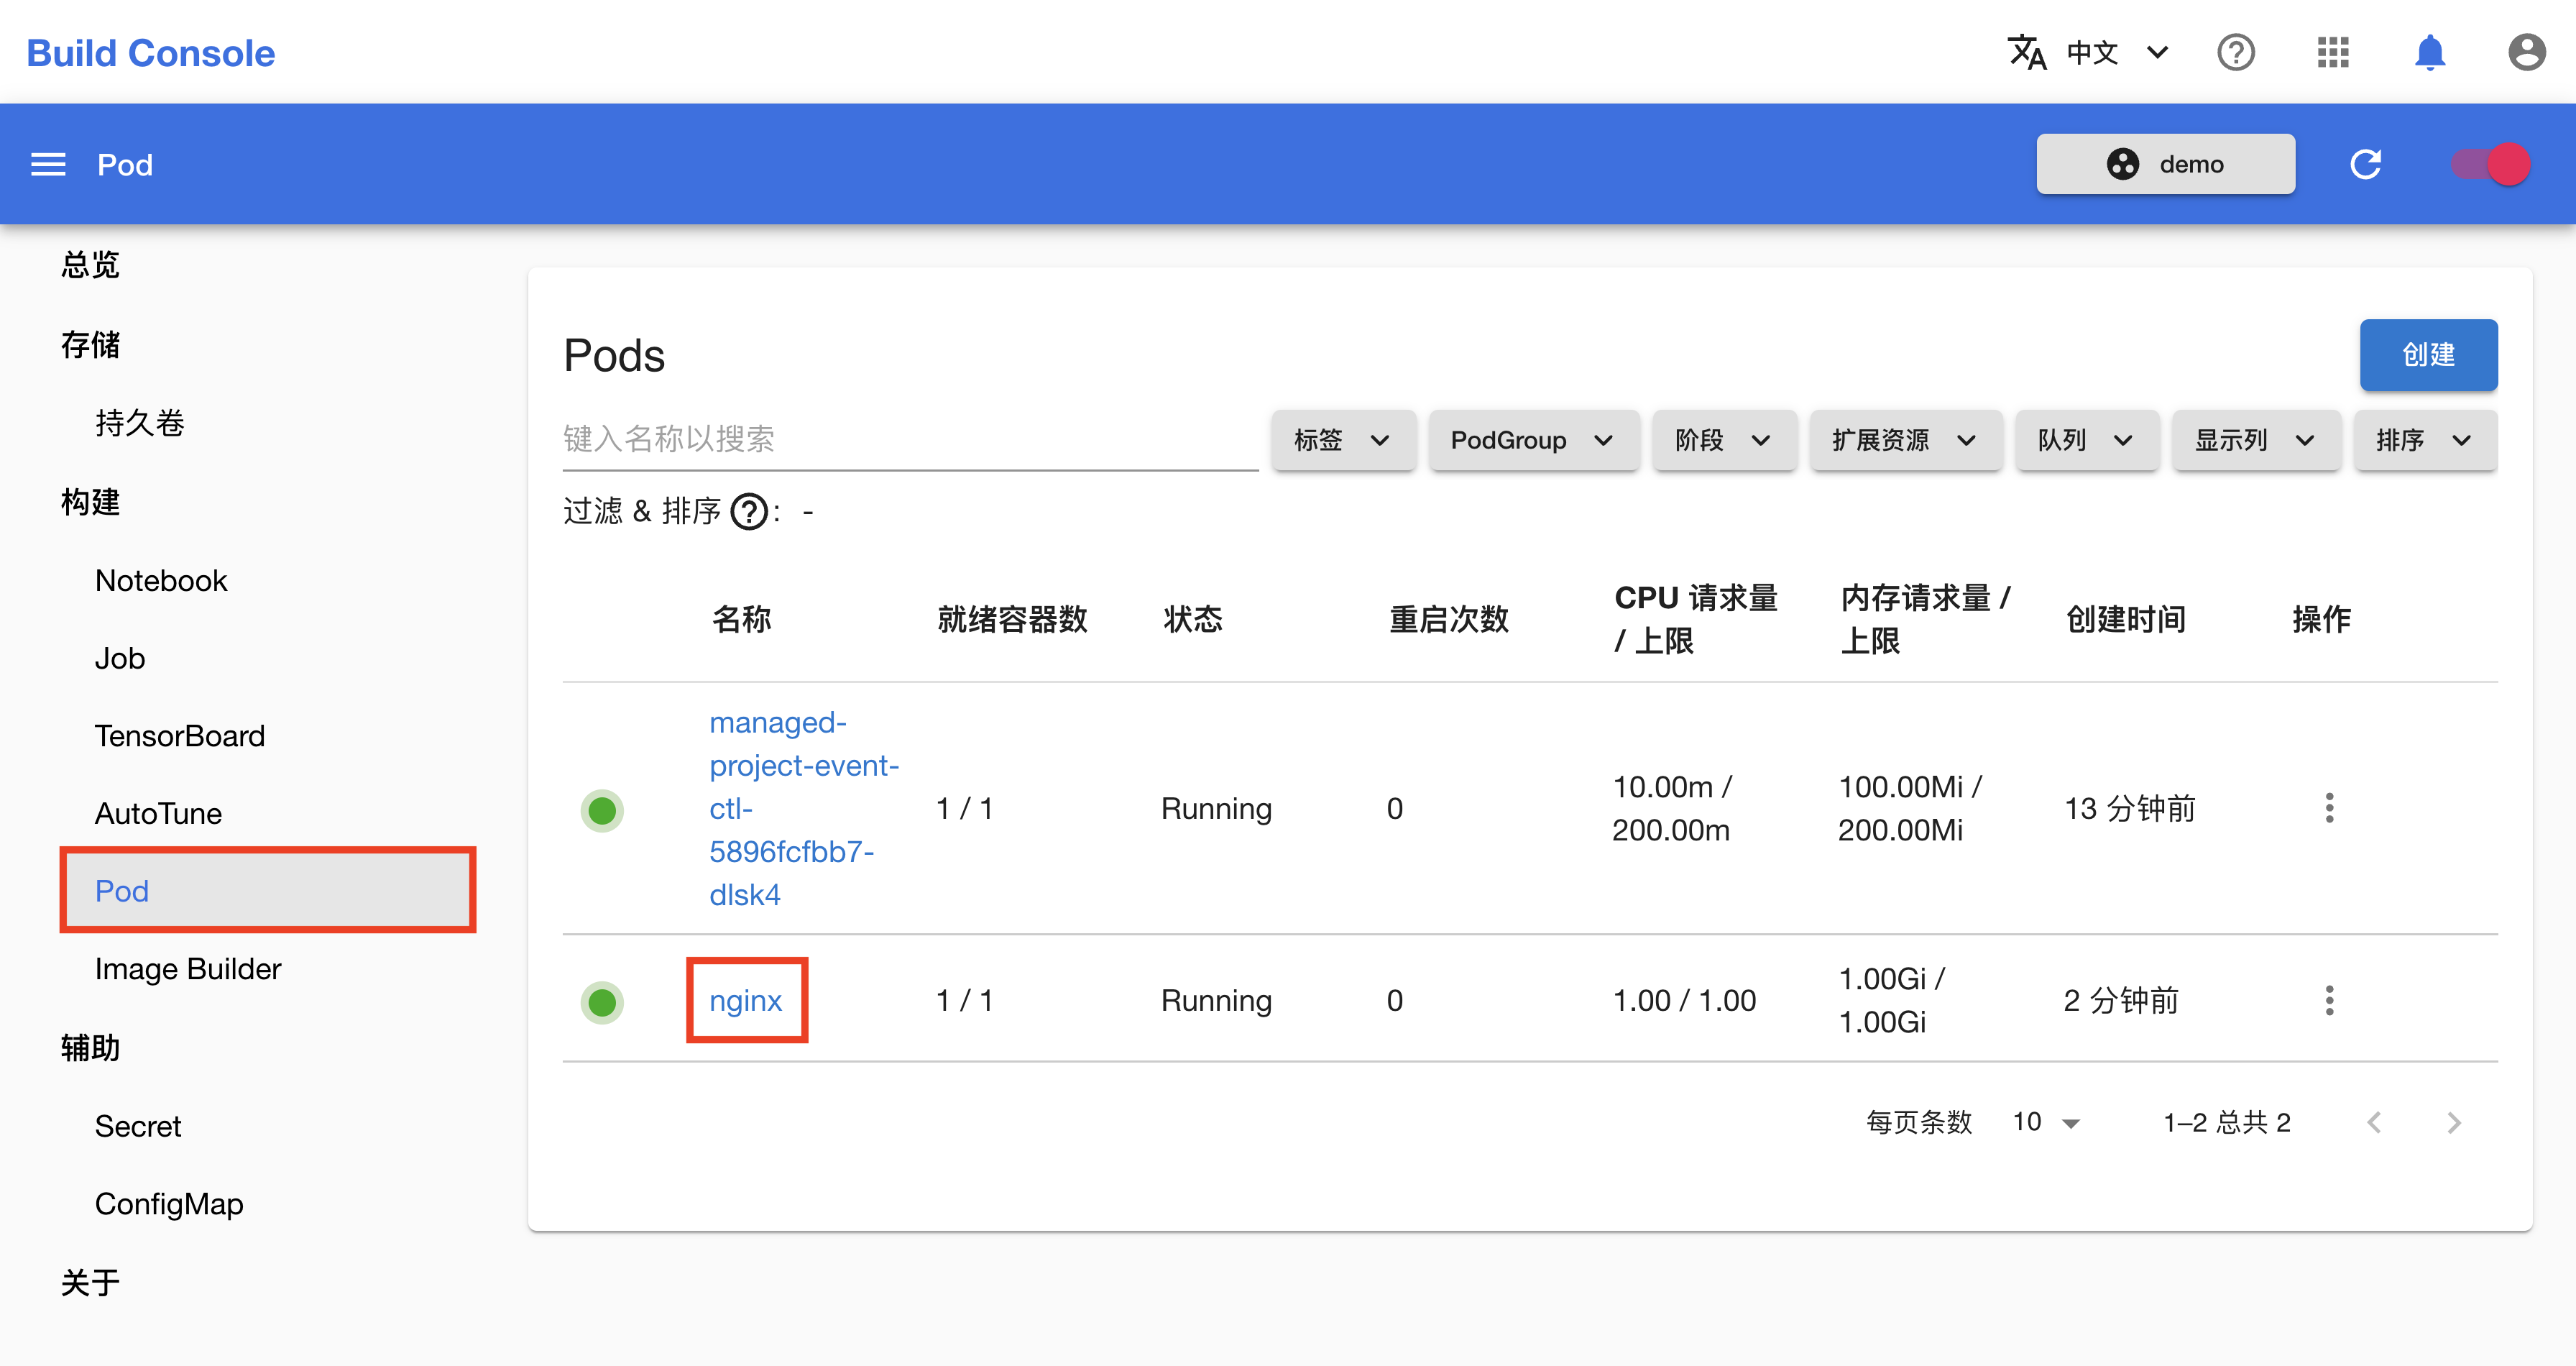 Build Console
中文
Pod
demo
总览
存储
持久卷
构建
Notebook
Job
TensorBoard
AutoTune
Pod
Image Builder
辅助
Secret
ConfigMap
关于
Pods
创建
键入名称以搜索
标签
PodGroup
阶段
扩展资源
队列
显示列
排序
过滤 & 排序 ? : -
名称
就绪容器数
状态
重启次数
CPU 请求量
/ 上限
内存请求量 /
上限
创建时间
操作
managed-
project-event-
ctl-
5896fcfbb7-
dlsk4
1 / 1
Running
0
10.00m /
200.00m
100.00Mi /
200.00Mi
13 分钟前
nginx
1 / 1
Running
0
1.00 / 1.00
1.00Gi /
1.00Gi
2 分钟前
每页条数
10
1–2 总共 2